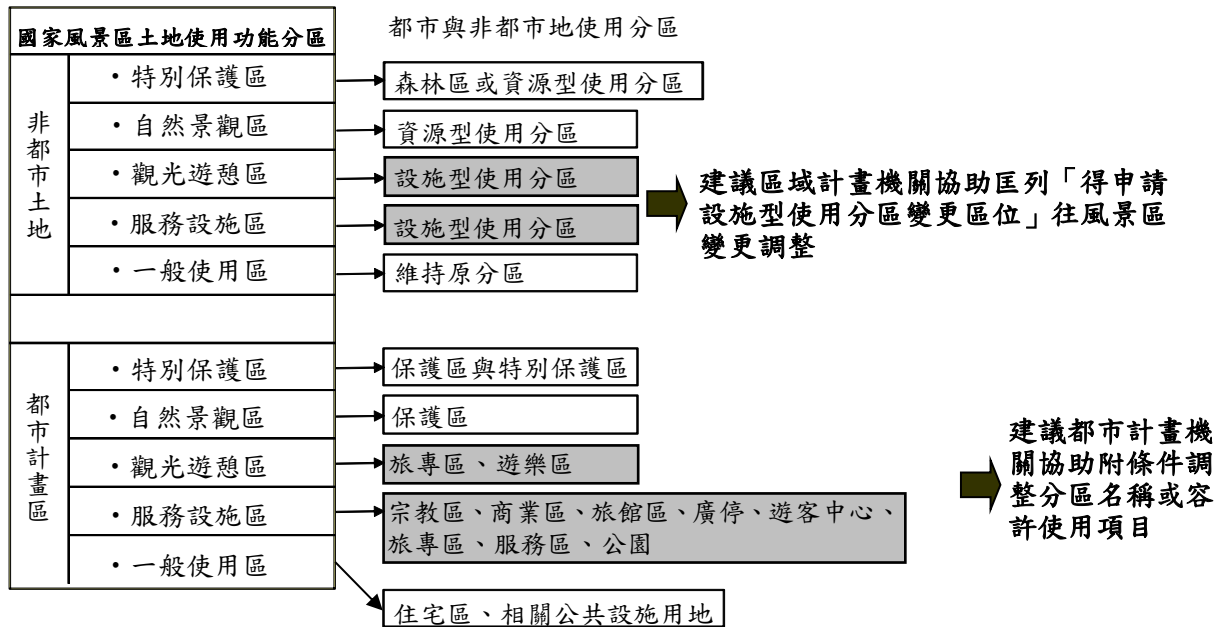 國家風景區土地使用功能分區
都市與非都市地使用分區
非都市土地
・特別保護區
森林區或資源型使用分區
・自然景觀區
資源型使用分區
・觀光遊憩區
設施型使用分區
・服務設施區
設施型使用分區
・一般使用區
維持原分區
建議區域計畫機關協助匡列「得申請
設施型使用分區變更區位」往風景區
變更調整
都市計畫區
・特別保護區
保護區與特別保護區
・自然景觀區
保護區
・觀光遊憩區
旅專區、遊樂區
・服務設施區
宗教區、商業區、旅館區、廣停、遊客中心、
旅專區、服務區、公園
・一般使用區
住宅區、相關公共設施用地
建議都市計畫機
關協助附條件調
整分區名稱或容
許使用項目